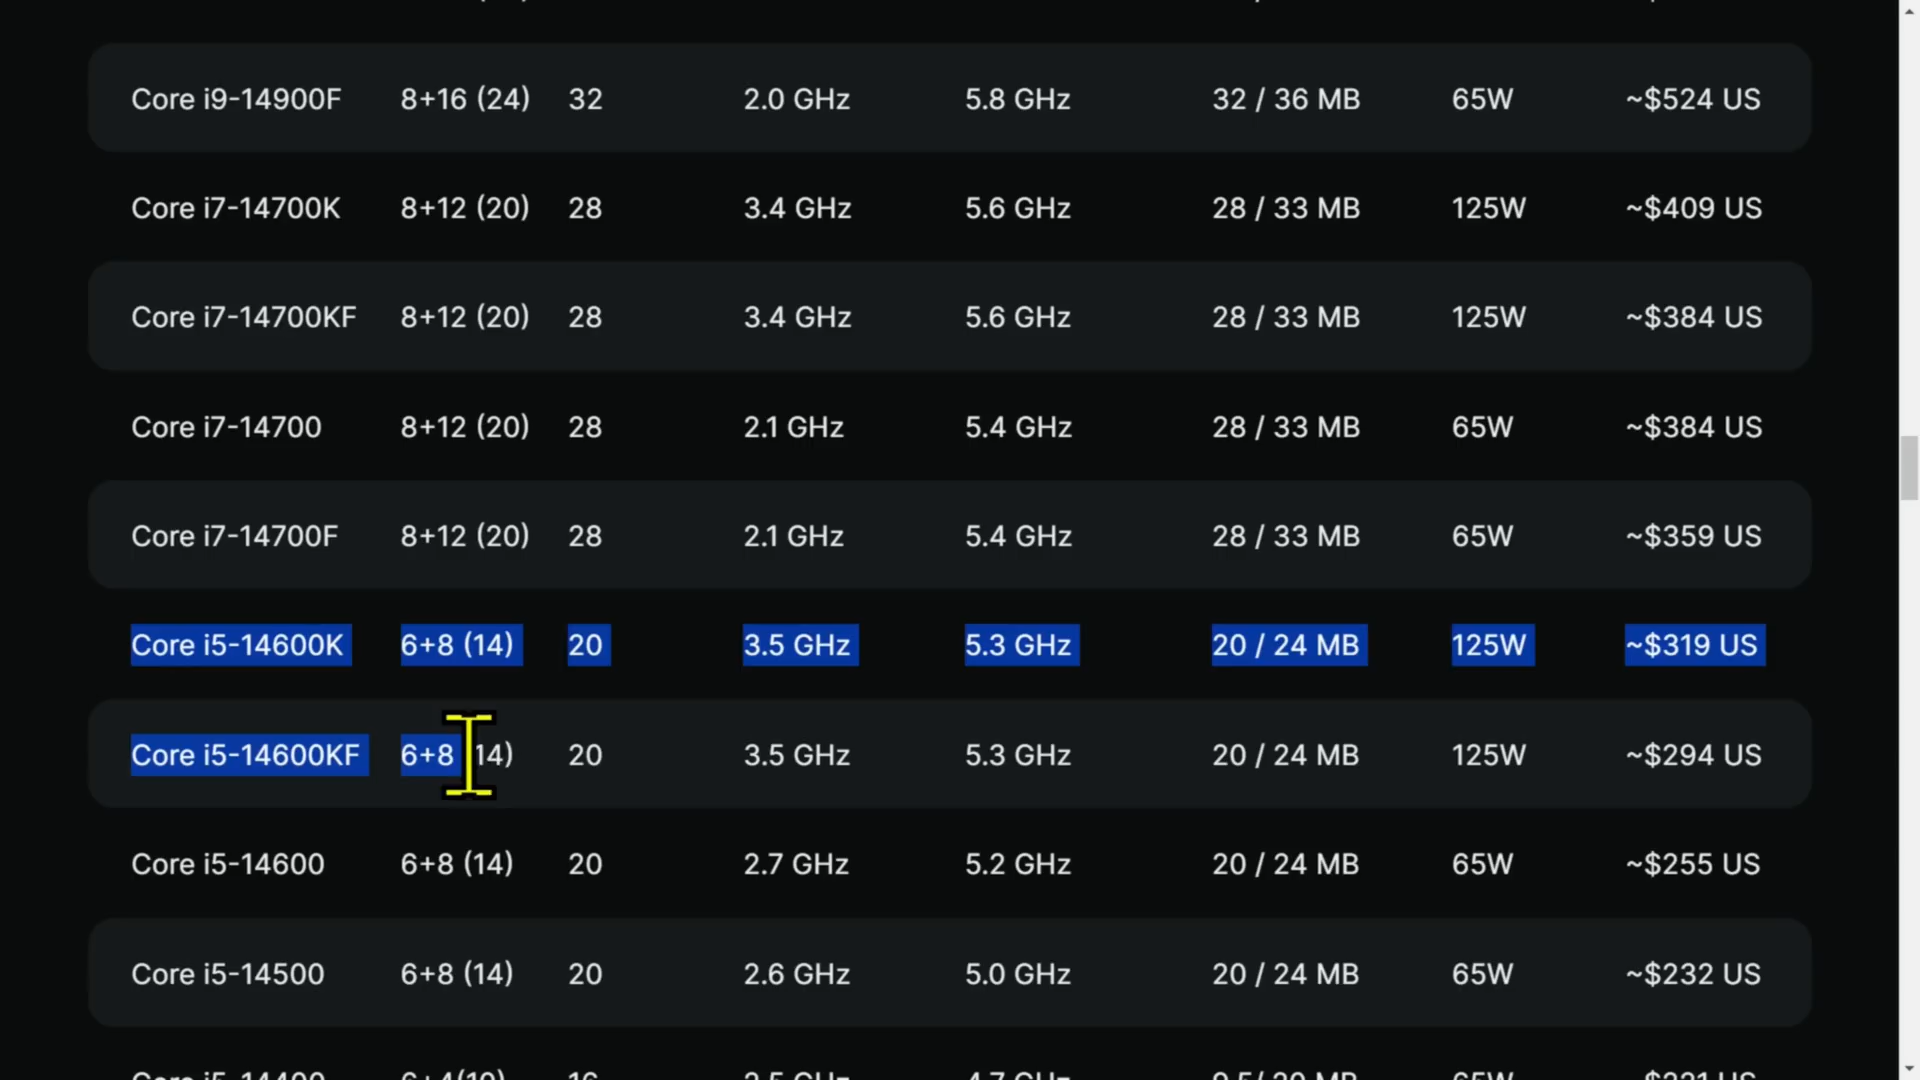 Core i9-14900F 8+16 (24) 32 2.0 GHz 5.8 GHz 32 / 36 MB 65W ~$524 US
Core i7-14700K 8+12 (20) 28 3.4 GHz 5.6 GHz 28 / 33 MB 125W ~$409 US
Core i7-14700KF 8+12 (20) 28 3.4 GHz 5.6 GHz 28 / 33 MB 125W ~$384 US
Core i7-14700 8+12 (20) 28 2.1 GHz 5.4 GHz 28 / 33 MB 65W ~$384 US
Core i7-14700F 8+12 (20) 28 2.1 GHz 5.4 GHz 28 / 33 MB 65W ~$359 US
Core i5-14600K 6+8 (14) 20 3.5 GHz 5.3 GHz 20 / 24 MB 125W ~$319 US
Core i5-14600KF 6+8 (14) 20 3.5 GHz 5.3 GHz 20 / 24 MB 125W ~$294 US
Core i5-14600 6+8 (14) 20 2.7 GHz 5.2 GHz 20 / 24 MB 65W ~$255 US
Core i5-14500 6+8 (14) 20 2.6 GHz 5.0 GHz 20 / 24 MB 65W ~$232 US